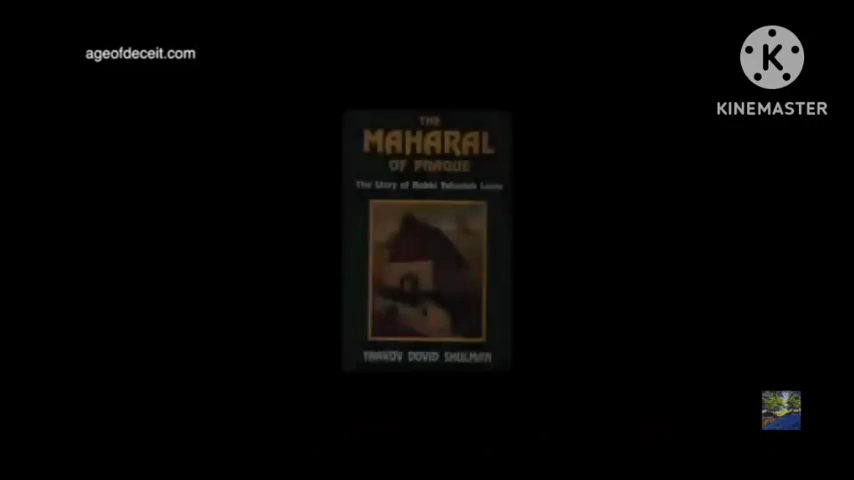 ageofdeceit.com
KINEMASTER
THE
MAHARAL
OF PRAGUE
The Story of Rabbi Yehudah Loew
YAAKOV DOVID SHULMAN